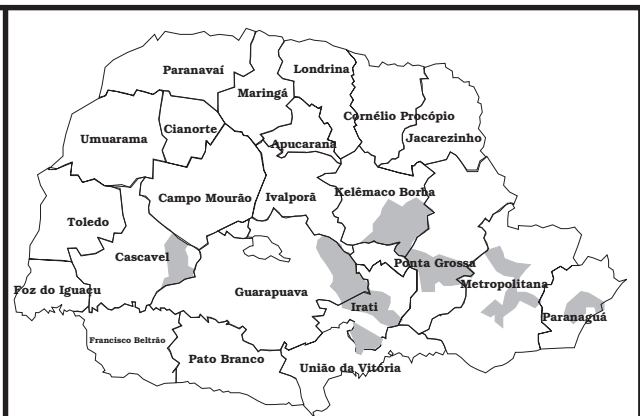 Paranavaí
Londrina
Maringá
Cornélio Procópio
Umuarama
Cianorte
Apucarana
Jacarezinho
Campo Mourão
Ivalporã
Kelêmaco Borba
Toledo
Cascavel
Ponta Grossa
Foz do Iguaçu
Guarapuava
Metropolitana
Irati
Paranaguá
Francisco Beltrão
Pato Branco
União da Vitória